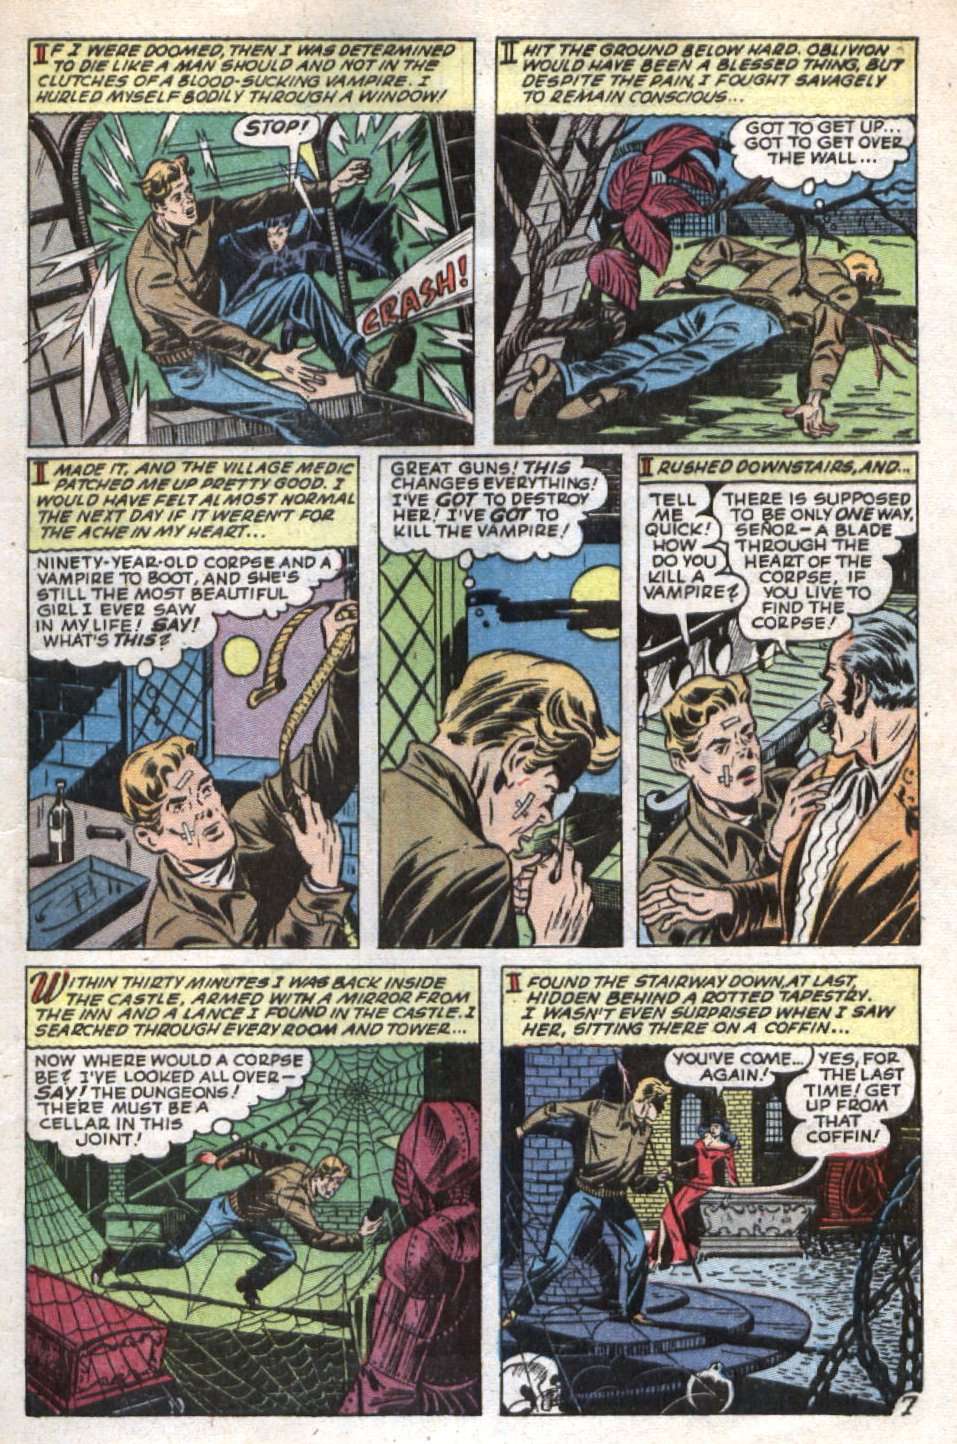 IF I WERE DOOMED, THEN I WAS DETERMINED
TO DIE LIKE A MAN SHOULD AND NOT IN THE
CLUTCHES OF A BLOOD-SUCKING VAMPIRE. I
HURLED MYSELF BODILY THROUGH A WINDOW!
STOP!
CRASH!
I HIT THE GROUND BELOW HARD. OBLIVION
WOULD HAVE BEEN A BLESSED THING, BUT
DESPITE THE PAIN, I FOUGHT SAVAGELY
TO REMAIN CONSCIOUS...
GOT TO GET UP...
GOT TO GET OVER
THE WALL...
I MADE IT, AND THE VILLAGE MEDIC
PATCHED ME UP PRETTY GOOD. I
WOULD HAVE FELT ALMOST NORMAL
THE NEXT DAY IF IT WEREN'T FOR
THE ACHE IN MY HEART...
NINETY-YEAR-OLD CORPSE AND A
VAMPIRE TO BOOT, AND SHE'S
STILL THE MOST BEAUTIFUL
GIRL I EVER SAW
IN MY LIFE! SAY!
WHAT'S THIS?
GREAT GUNS! THIS
CHANGES EVERYTHING!
I'VE GOT TO DESTROY
HER! I'VE GOT TO
KILL THE VAMPIRE!
I RUSHED DOWNSTAIRS, AND...
TELL
ME
QUICK!
HOW
DO YOU
KILL A
VAMPIRE?
THERE IS SUPPOSED
TO BE ONLY ONE WAY,
SEÑOR- A BLADE
THROUGH THE
HEART OF THE
CORPSE, IF
YOU LIVE TO
FIND THE
CORPSE!
WITHIN THIRTY MINUTES I WAS BACK INSIDE
THE CASTLE, ARMED WITH A MIRROR FROM
THE INN AND A LANCE I FOUND IN THE CASTLE. I
SEARCHED THROUGH EVERY ROOM AND TOWER...
NOW WHERE WOULD A CORPSE
BE? I'VE LOOKED ALL OVER-
SAY! THE DUNGEONS!
THERE MUST BE A
CELLAR IN THIS
JOINT!
I FOUND THE STAIRWAY DOWN, AT LAST,
HIDDEN BEHIND A ROTTED TAPESTRY.
I WASN'T EVEN SURPRISED WHEN I SAW
HER, SITTING THERE ON A COFFIN...
YOU'VE COME...
AGAIN!
YES, FOR
THE LAST
TIME! GET
UP FROM
THAT
COFFIN!
7